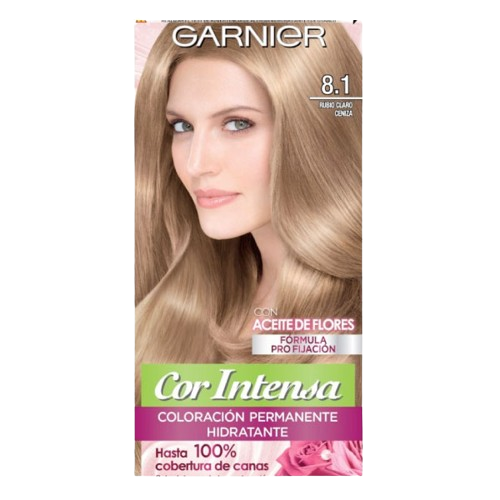 GARNIER
8.1
RUBIO CLARO
CENIZA
CON
ACEITE DE FLORES
FÓRMULA
PRO FIJACIÓN
Cor Intensa
COLORACIÓN PERMANENTE
HIDRATANTE
Hasta 100%
cobertura de canas